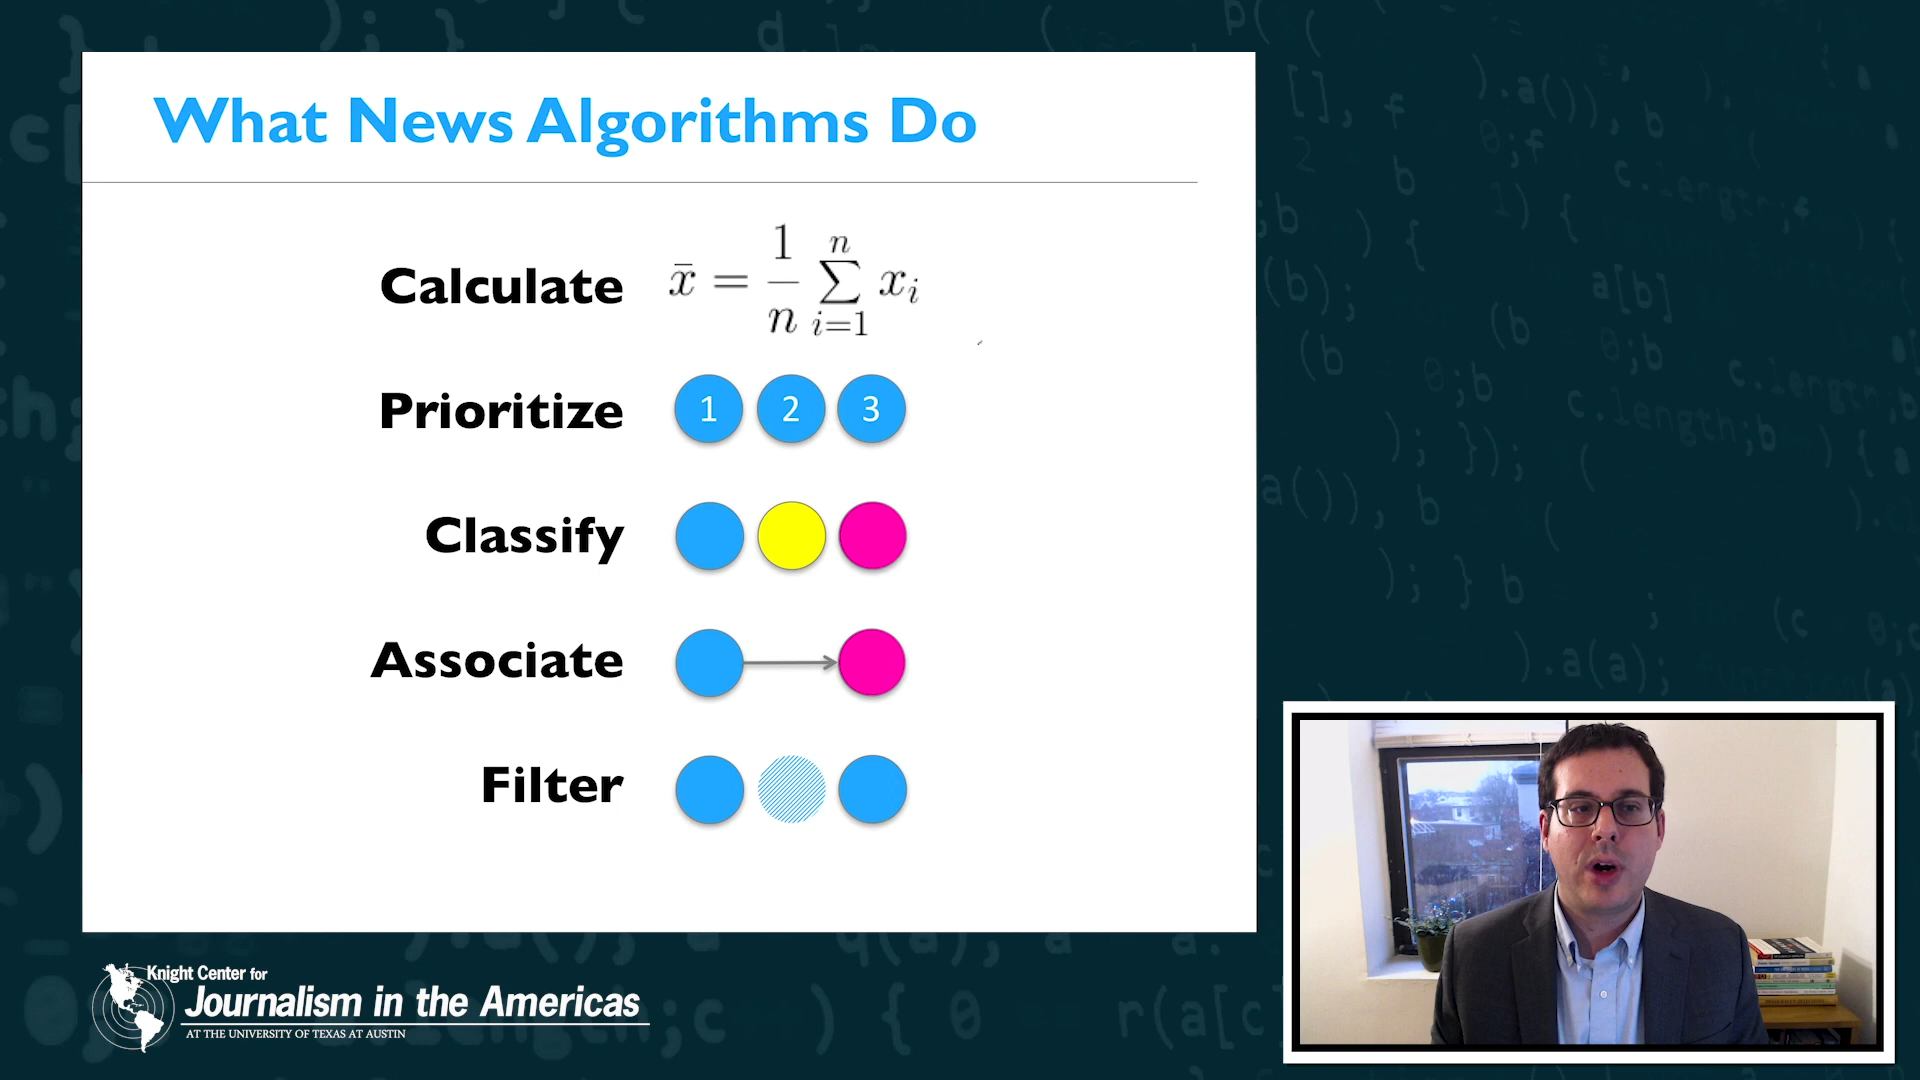 What News Algorithms Do
Calculate x̄ = 1/n ∑ i=1 n xᵢ
Prioritize 1 2 3
Classify
Associate
Filter
Knight Center for
Journalism in the Americas
AT THE UNIVERSITY OF TEXAS AT AUSTIN